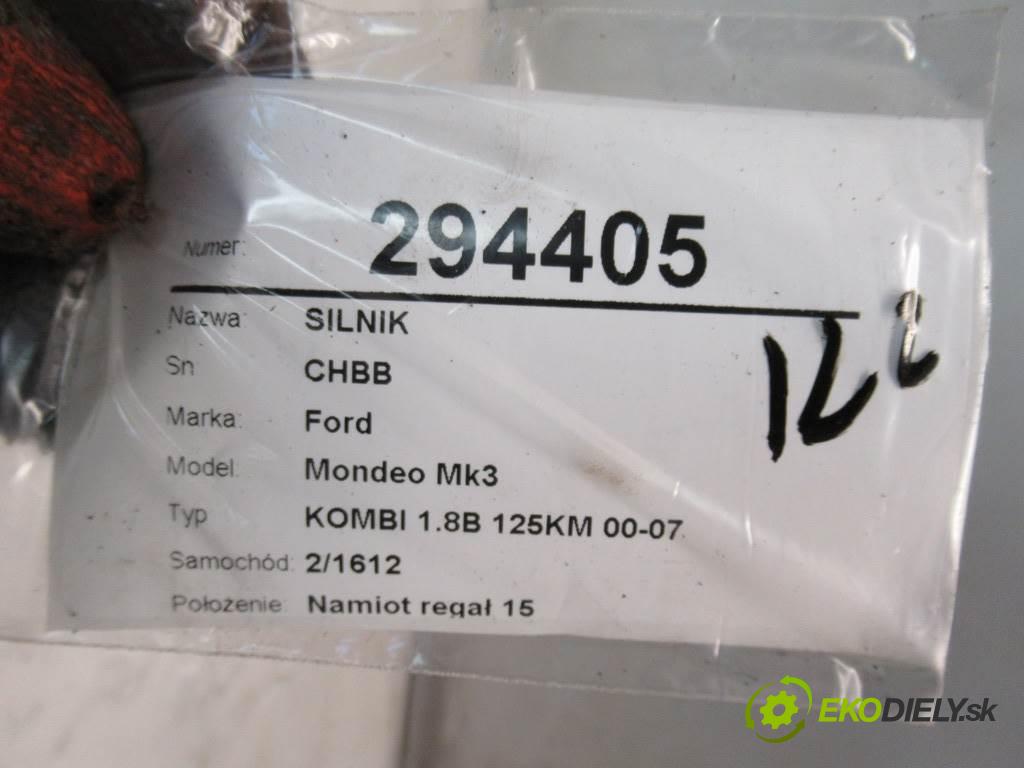 Numer: 294405
Nazwa: SILNIK
Sn CHBB
Marka: Ford
Model: Mondeo Mk3
Typ KOMBI 1.8B 125KM 00-07
Samochód: 2/1612
Położenie: Namiot regał 15
EKODIELY.sk